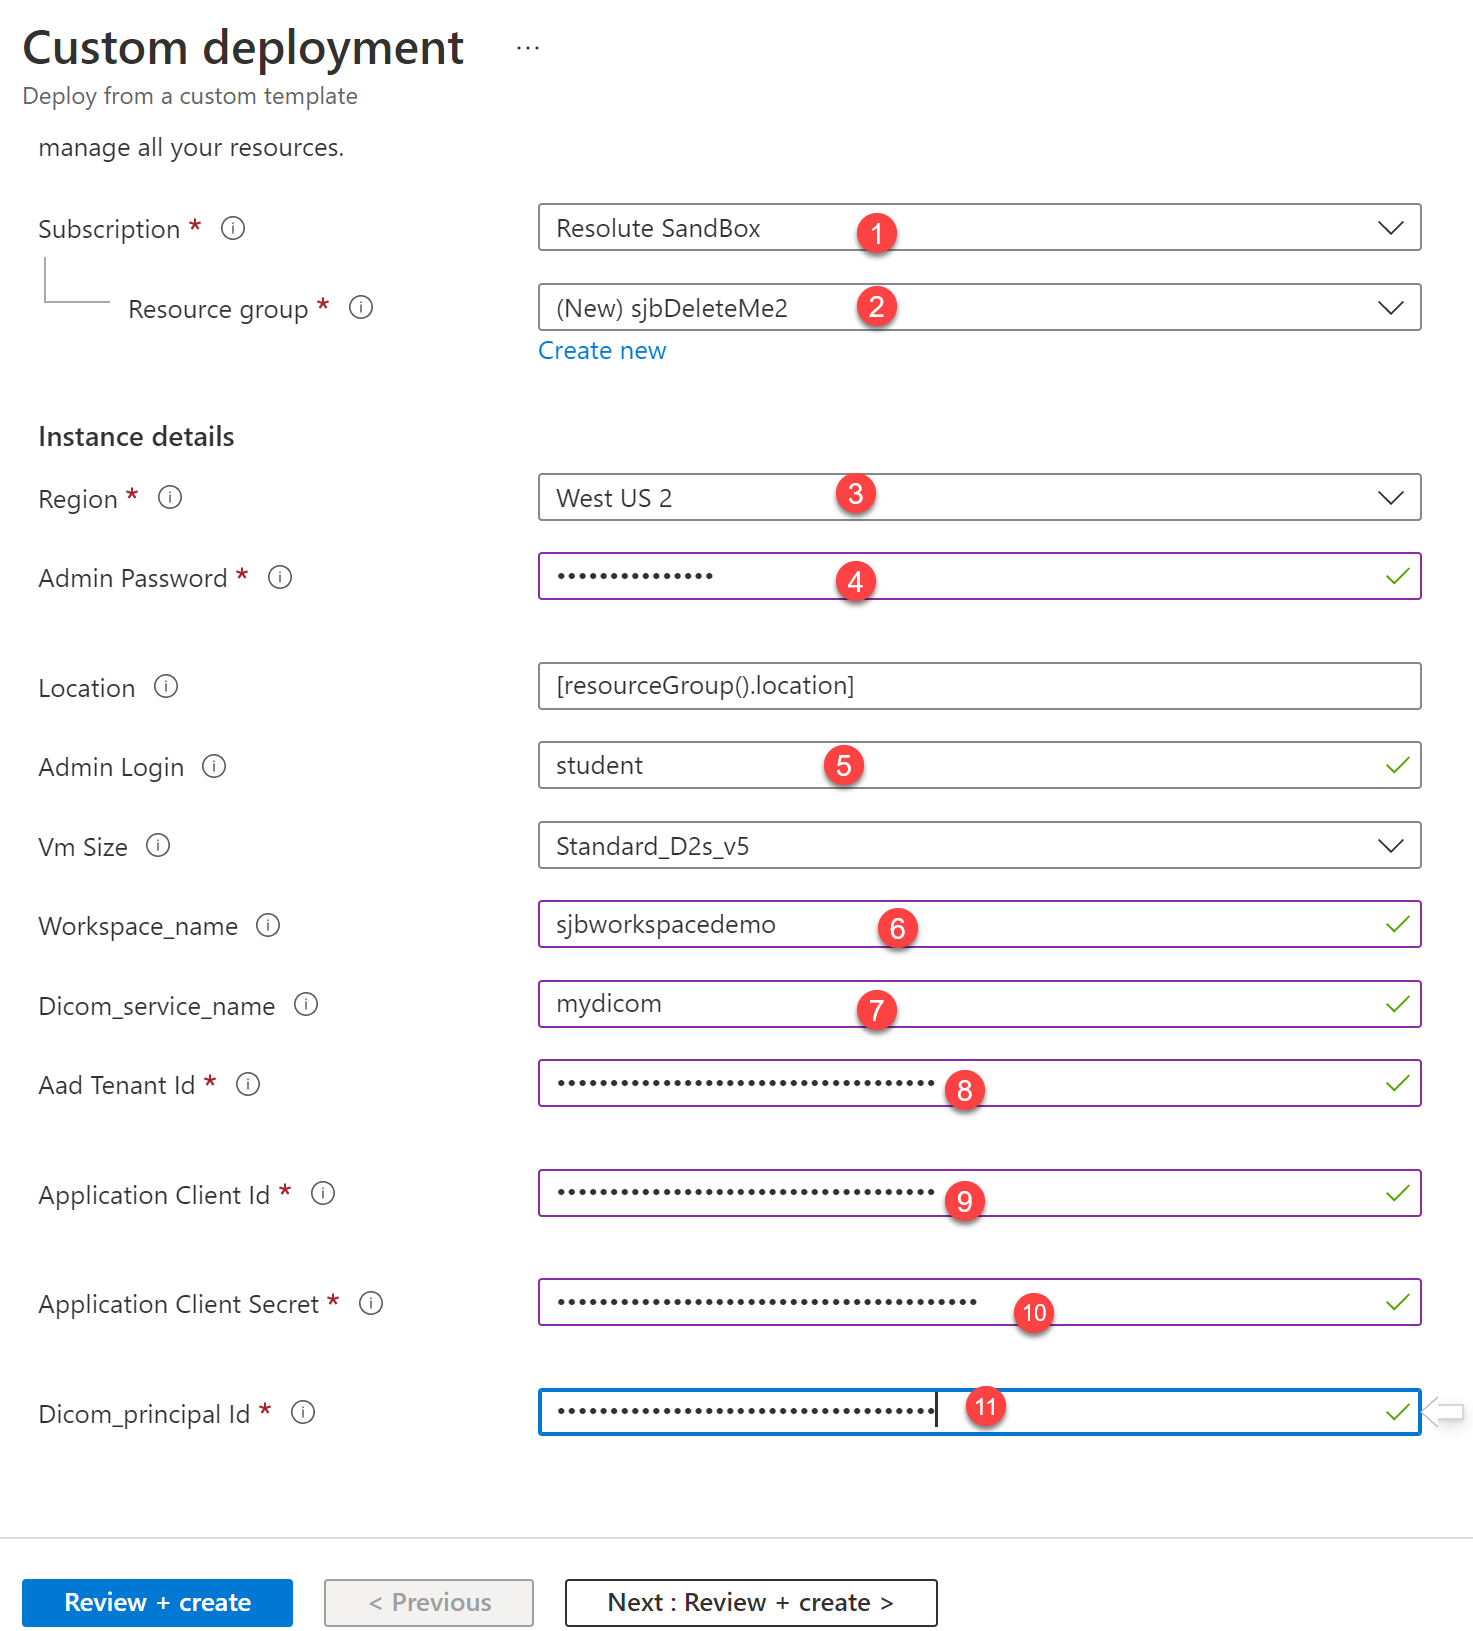 Custom deployment ...
Deploy from a custom template
manage all your resources.
Subscription * Resolute SandBox 1
Resource group * (New) sjbDeleteMe2 2
Create new
Instance details
Region * West US 2 3
Admin Password * ••••••••••••••• 4
Location [resourceGroup().location]
Admin Login student 5
Vm Size Standard_D2s_v5
Workspace_name sjbworkspacedemo 6
Dicom_service_name mydicom 7
Aad Tenant Id * •••••••••••••••••••••••••••••••••••• 8
Application Client Id * •••••••••••••••••••••••••••••••••••• 9
Application Client Secret * •••••••••••••••••••••••••••••••••••••••• 10
Dicom_principal Id * •••••••••••••••••••••••••••••••••••• 11
Review + create < Previous Next : Review + create >